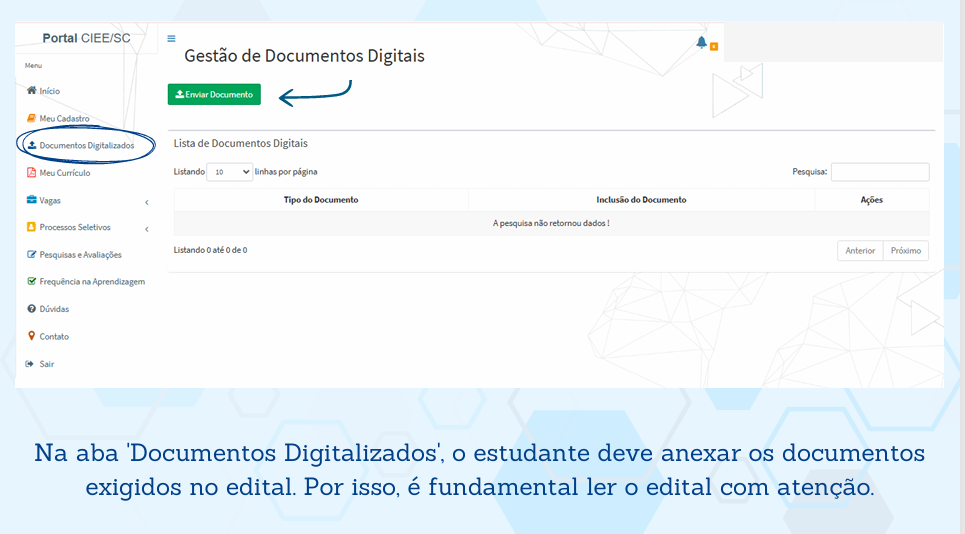 Portal CIEE/SC
Menu
Início
Meu Cadastro
Documentos Digitalizados
Meu Currículo
Vagas
Processos Seletivos
Pesquisas e Avaliações
Frequência na Aprendizagem
Dúvidas
Contato
Sair
Gestão de Documentos Digitais
Enviar Documento
Lista de Documentos Digitais
Listando 10 linhas por página
Pesquisa:
Tipo do Documento Inclusão do Documento Ações
A pesquisa não retornou dados !
Listando 0 até 0 de 0
Anterior Próximo
Na aba 'Documentos Digitalizados', o estudante deve anexar os documentos
exigidos no edital. Por isso, é fundamental ler o edital com atenção.